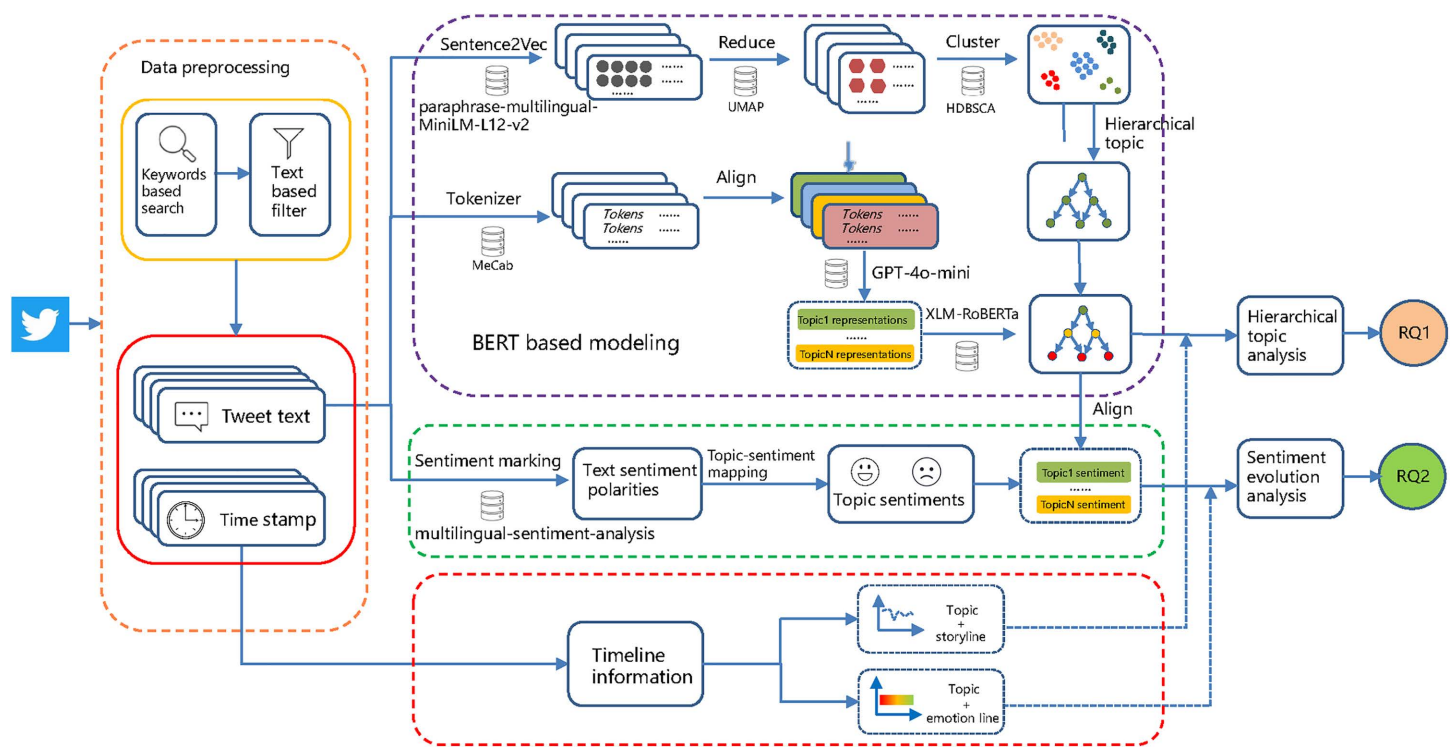 Data preprocessing
Keywords
based
search
Text
based
filter
Tweet text
Time stamp
Sentence2Vec
paraphrase-multilingual-
MiniLM-L12-v2
......
......
......
Reduce
UMAP
......
......
......
Cluster
HDBSCA
Hierarchical
topic
Tokenizer
MeCab
Tokens ......
Tokens ......
......
Align
Tokens ......
Tokens ......
......
GPT-4o-mini
BERT based modeling
Topic1 representations
......
TopicN representations
XLM-RoBERTa
Align
Hierarchical
topic
analysis
RQ1
Sentiment marking
multilingual-sentiment-analysis
Text sentiment
polarities
Topic-sentiment
mapping
Topic sentiments
Topic1 sentiment
......
TopicN sentiment
Sentiment
evolution
analysis
RQ2
Timeline
information
Topic
+
storyline
Topic
+
emotion line